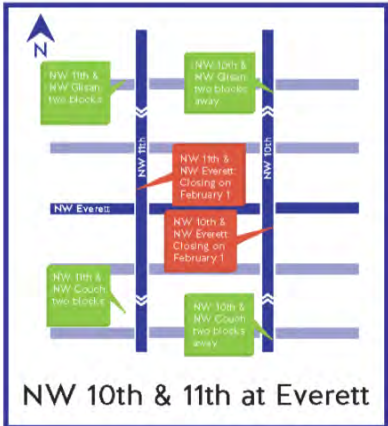 N
NW 11th &
NW Glisan:
two blocks
NW 10th &
NW Glisan:
two blocks
away
NW 11th
NW 10th
NW 11th &
NW Everett:
Closing on
February 1
NW Everett
NW 10th &
NW Everett
Closing on
February 1
NW 11th &
NW Couch:
two blocks
NW 10th &
NW Couch
two blocks
away
NW 10th & 11th at Everett